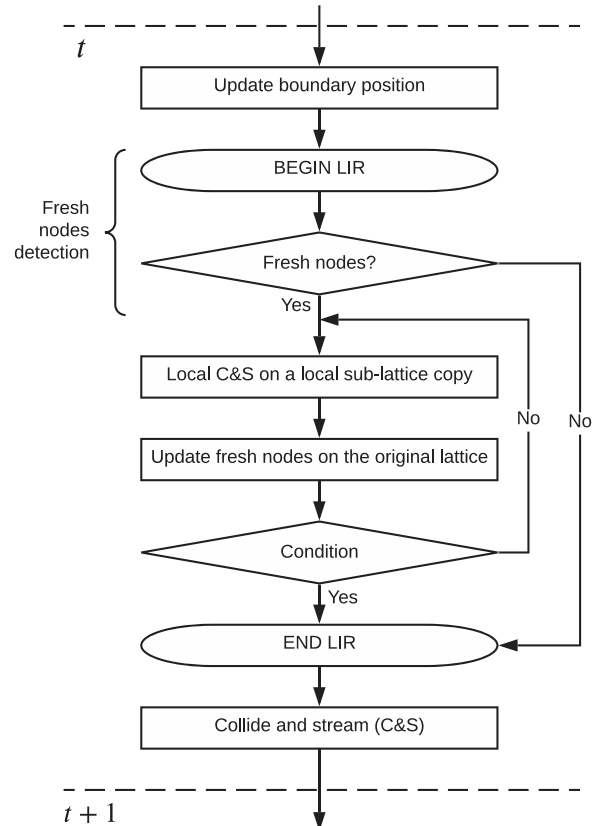 t
Update boundary position
BEGIN LIR
Fresh
nodes
detection
Fresh nodes?
Yes
Local C&S on a local sub-lattice copy
No
No
Update fresh nodes on the original lattice
Condition
Yes
END LIR
Collide and stream (C&S)
t + 1